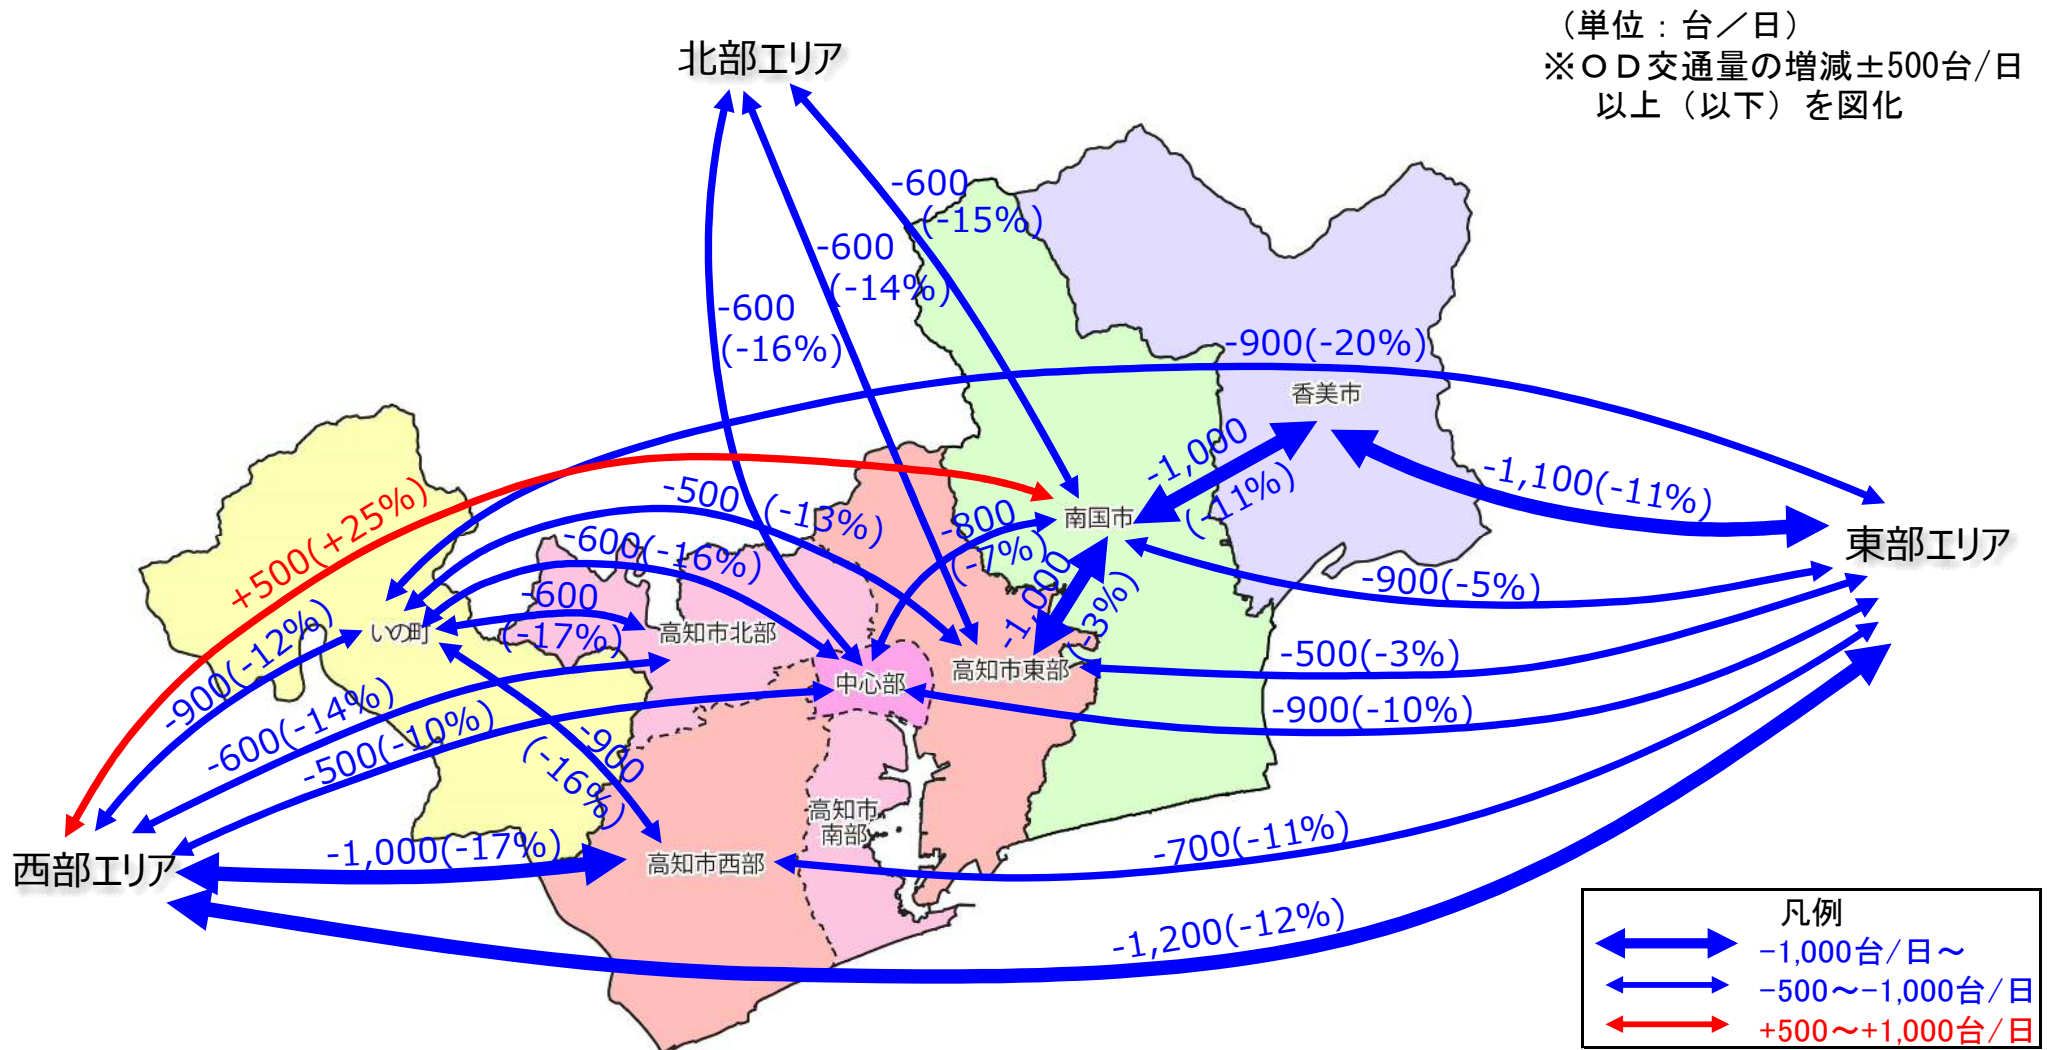 （単位：台／日）
※ＯＤ交通量の増減±500台/日
以上（以下）を図化
北部エリア
-600
(-15%)
-600
(-14%)
-600
(-16%)
-900(-20%)
香美市
-1,000
(-11%)
-1,100(-11%)
+500(+25%)
-500 (-13%)
南国市
-800
(-7%)
東部エリア
-600(-16%)
-1,000
(-3%)
-900(-5%)
-600
(-17%)
いの町
高知市北部
-900(-12%)
中心部
高知市東部
-500(-3%)
-600(-14%)
-500(-10%)
-900(-10%)
-900
(-16%)
高知市
南部
-1,000(-17%)
高知市西部
-700(-11%)
西部エリア
-1,200(-12%)
凡例
-1,000台/日～
-500～-1,000台/日
+500～+1,000台/日